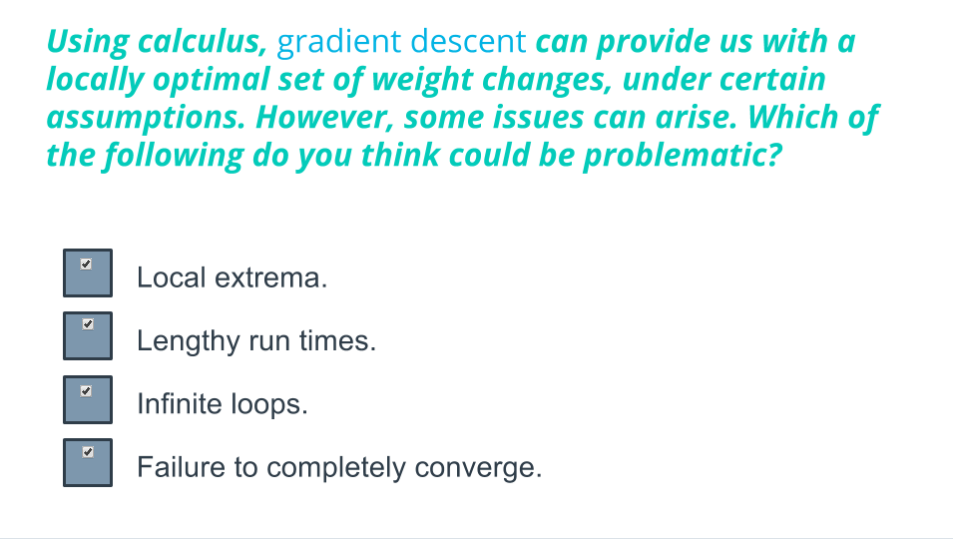 Using calculus, gradient descent can provide us with a
locally optimal set of weight changes, under certain
assumptions. However, some issues can arise. Which of
the following do you think could be problematic?
Local extrema.
Lengthy run times.
Infinite loops.
Failure to completely converge.